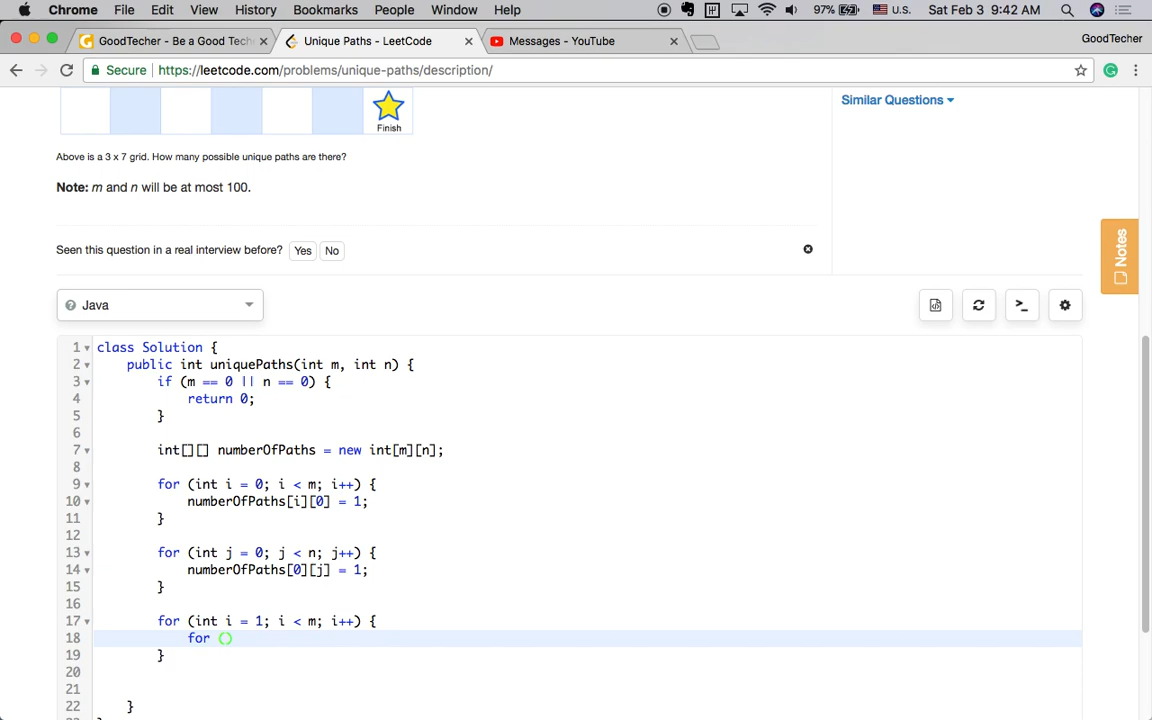 Chrome File Edit View History Bookmarks People Window Help 97% U.S. Sat Feb 3 9:42 AM
GoodTecher - Be a Good Tech Unique Paths - LeetCode Messages - YouTube GoodTecher
Secure https://leetcode.com/problems/unique-paths/description/
Similar Questions
Finish
Above is a 3 x 7 grid. How many possible unique paths are there?
Note: m and n will be at most 100.
Notes
Seen this question in a real interview before? Yes No
Java
1 class Solution {
2 public int uniquePaths(int m, int n) {
3 if (m == 0 || n == 0) {
4 return 0;
5 }
6
7 int[][] numberOfPaths = new int[m][n];
8
9 for (int i = 0; i < m; i++) {
10 numberOfPaths[i][0] = 1;
11 }
12
13 for (int j = 0; j < n; j++) {
14 numberOfPaths[0][j] = 1;
15 }
16
17 for (int i = 1; i < m; i++) {
18 for ()
19 }
20
21
22 }